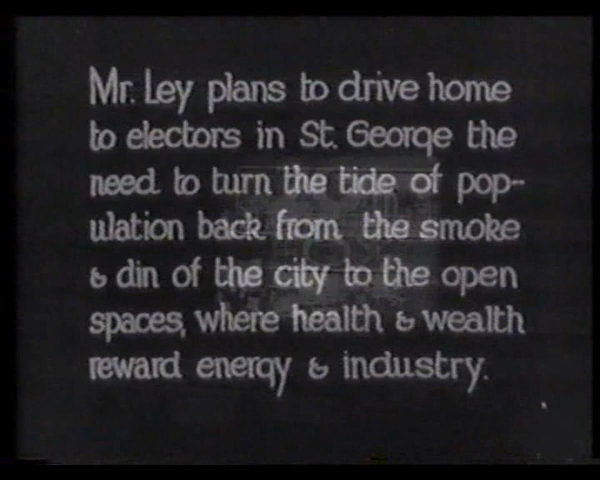 Mr. Ley plans to drive home
to electors in St. George the
need to turn the tide of pop-
ulation back from the smoke
& din of the city to the open
spaces, where health & wealth
reward energy & industry.